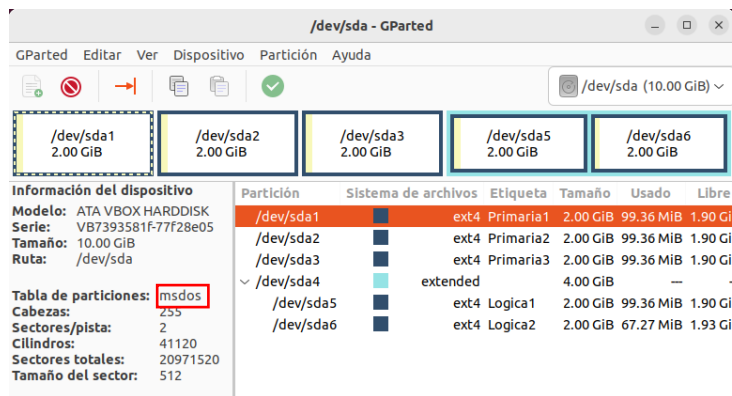 /dev/sda - GParted
GParted Editar Ver Dispositivo Partición Ayuda
/dev/sda (10.00 GiB)
/dev/sda1 /dev/sda2 /dev/sda3 /dev/sda5 /dev/sda6
2.00 GiB 2.00 GiB 2.00 GiB 2.00 GiB 2.00 GiB
Información del dispositivo
Modelo: ATA VBOX HARDDISK
Serie: VB7393581f-77f28e05
Tamaño: 10.00 GiB
Ruta: /dev/sda
Tabla de particiones: msdos
Cabezas: 255
Sectores/pista: 2
Cilindros: 41120
Sectores totales: 20971520
Tamaño del sector: 512
Partición Sistema de archivos Etiqueta Tamaño Usado Libre
/dev/sda1 ext4 Primaria1 2.00 GiB 99.36 MiB 1.90 Gi
/dev/sda2 ext4 Primaria2 2.00 GiB 99.36 MiB 1.90 Gi
/dev/sda3 ext4 Primaria3 2.00 GiB 99.36 MiB 1.90 Gi
/dev/sda4 extended 4.00 GiB ---
/dev/sda5 ext4 Logica1 2.00 GiB 99.36 MiB 1.90 Gi
/dev/sda6 ext4 Logica2 2.00 GiB 67.27 MiB 1.93 Gi